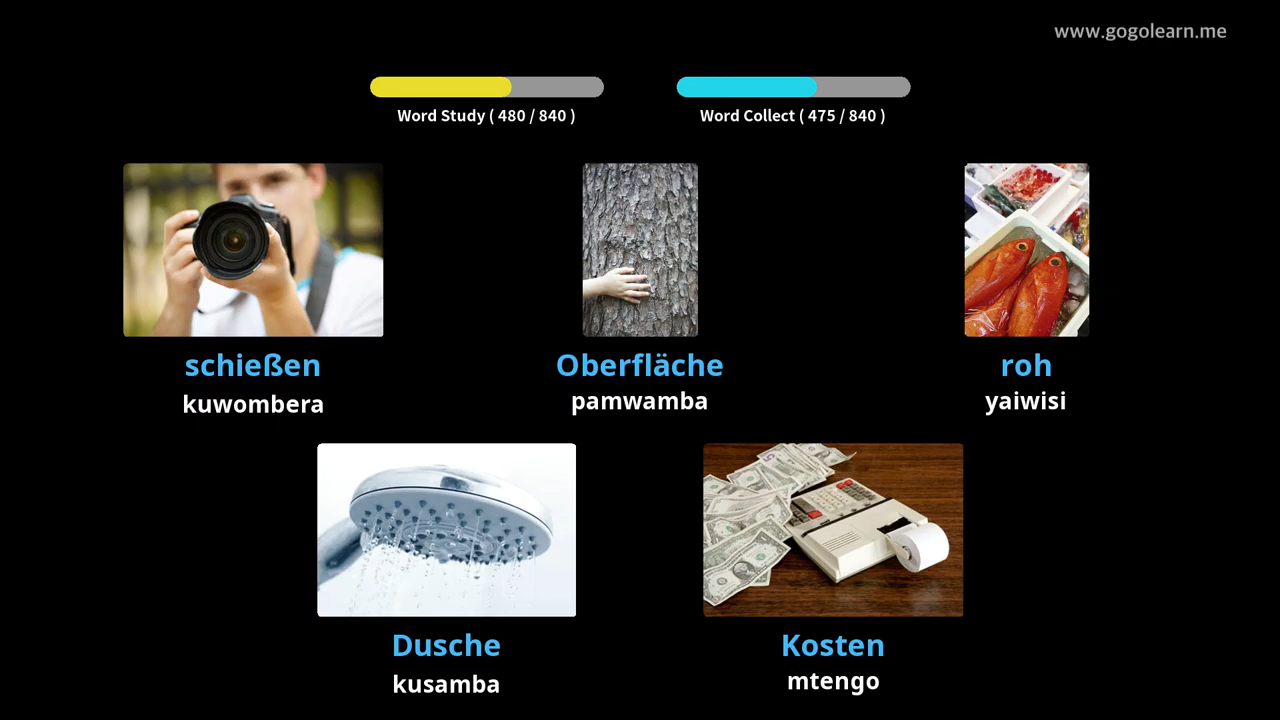 www.gogolearn.me
Word Study ( 480 / 840 )
Word Collect ( 475 / 840 )
schießen
kuwombera
Oberfläche
pamwamba
roh
yaiwisi
Dusche
kusamba
Kosten
mtengo